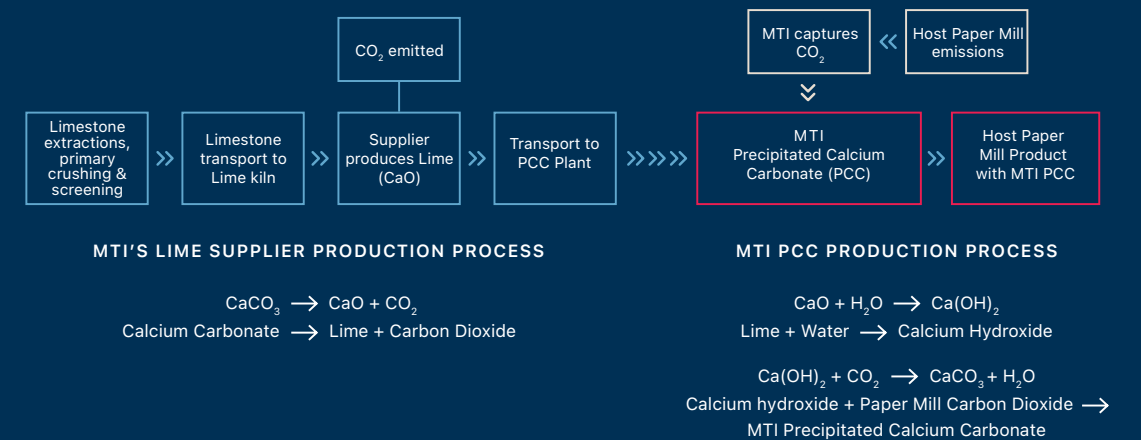 CO₂ emitted
MTI captures
CO₂
Host Paper Mill
emissions
Limestone
extractions,
primary
crushing &
screening
Limestone
transport to
Lime kiln
Supplier
produces Lime
(CaO)
Transport to
PCC Plant
MTI
Precipitated Calcium
Carbonate (PCC)
Host Paper
Mill Product
with MTI PCC
MTI'S LIME SUPPLIER PRODUCTION PROCESS
CaCO₃ → CaO + CO₂
Calcium Carbonate → Lime + Carbon Dioxide
MTI PCC PRODUCTION PROCESS
CaO + H₂O → Ca(OH)₂
Lime + Water → Calcium Hydroxide
Ca(OH)₂ + CO₂ → CaCO₃ + H₂O
Calcium hydroxide + Paper Mill Carbon Dioxide →
MTI Precipitated Calcium Carbonate